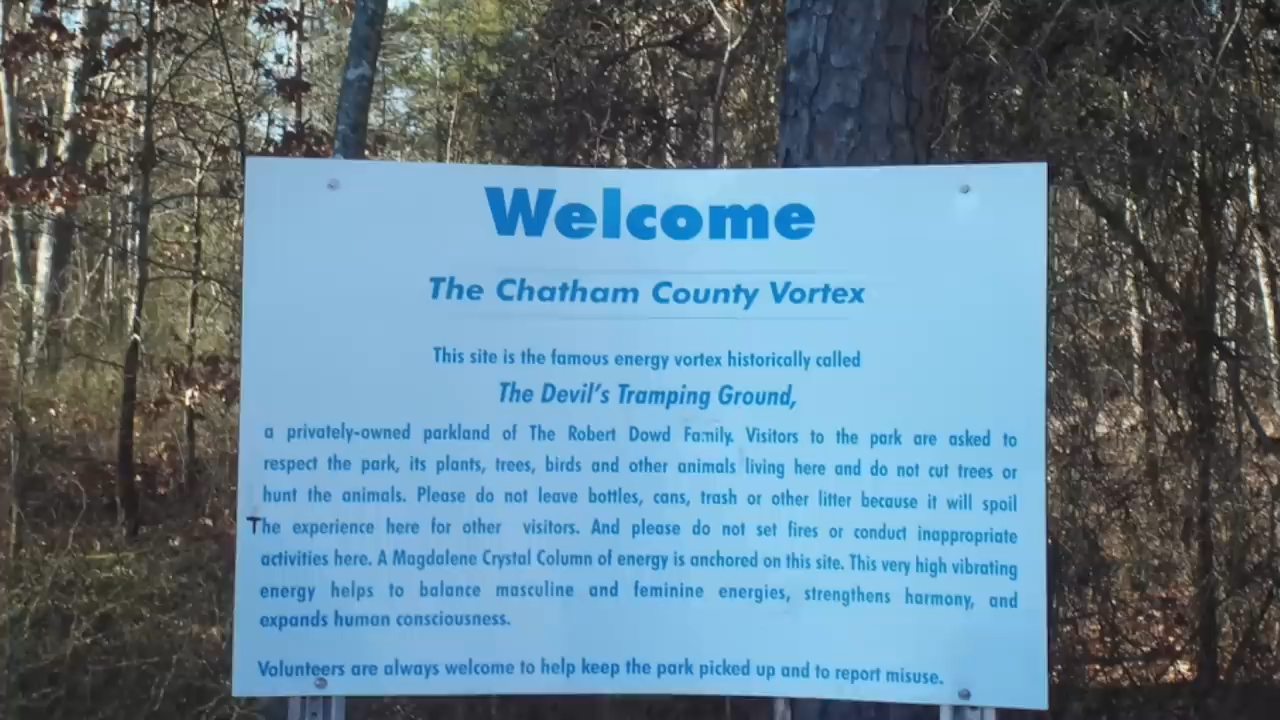 Welcome
The Chatham County Vortex
This site is the famous energy vortex historically called
The Devil's Tramping Ground,
a privately-owned parkland of The Robert Dowd Family. Visitors to the park are asked to
respect the park, its plants, trees, birds and other animals living here and do not cut trees or
hunt the animals. Please do not leave bottles, cans, trash or other litter because it will spoil
The experience here for other visitors. And please do not set fires or conduct inappropriate
activities here. A Magdalene Crystal Column of energy is anchored on this site. This very high vibrating
energy helps to balance masculine and feminine energies, strengthens harmony, and
expands human consciousness.
Volunteers are always welcome to help keep the park picked up and to report misuse.